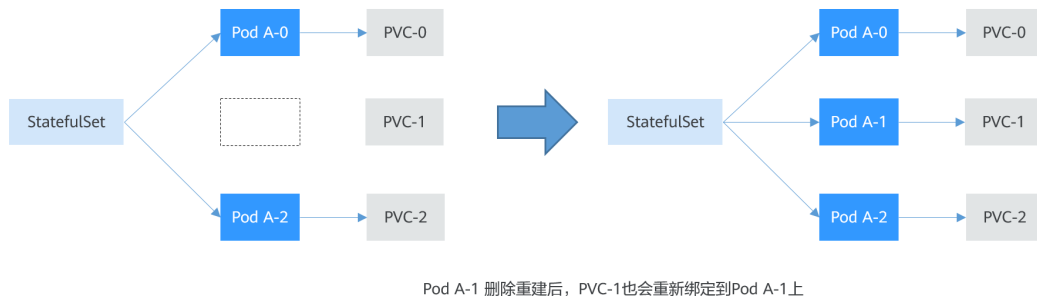 Pod A-0
PVC-0
StatefulSet
PVC-1
Pod A-2
PVC-2
Pod A-0
PVC-0
StatefulSet
Pod A-1
PVC-1
Pod A-2
PVC-2
Pod A-1 删除重建后，PVC-1也会重新绑定到Pod A-1上